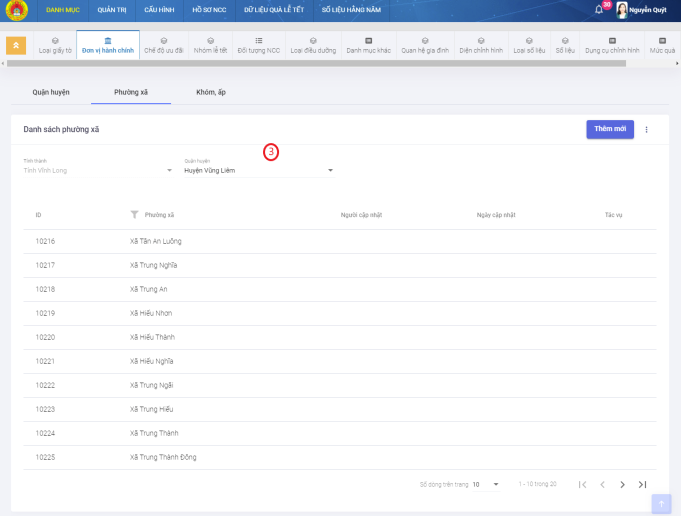 DANH MỤC QUẢN TRỊ CẤU HÌNH HỒ SƠ NCC DỮ LIỆU QUÀ LỄ TẾT SỐ LIỆU HÀNG NĂM 30 Nguyễn Quýt
Loại giấy tờ Đơn vị hành chính Chế độ ưu đãi Nhóm lễ tết Đối tượng NCC Loại điều dưỡng Danh mục khác Quan hệ gia đình Diện chỉnh hình Loại số liệu Số liệu Dụng cụ chỉnh hình Mức quà
Quận huyện Phường xã Khóm, ấp
Danh sách phường xã Thêm mới
3
Tỉnh thành Quận huyện
Tỉnh Vĩnh Long Huyện Vũng Liêm
ID Phường xã Người cập nhật Ngày cập nhật Tác vụ
10216 Xã Tân An Luông
10217 Xã Trung Nghĩa
10218 Xã Trung An
10219 Xã Hiếu Nhơn
10220 Xã Hiếu Thành
10221 Xã Hiếu Nghĩa
10222 Xã Trung Ngãi
10223 Xã Trung Hiếu
10224 Xã Trung Thành
10225 Xã Trung Thành Đông
Số dòng trên trang 10 1 - 10 trong 20